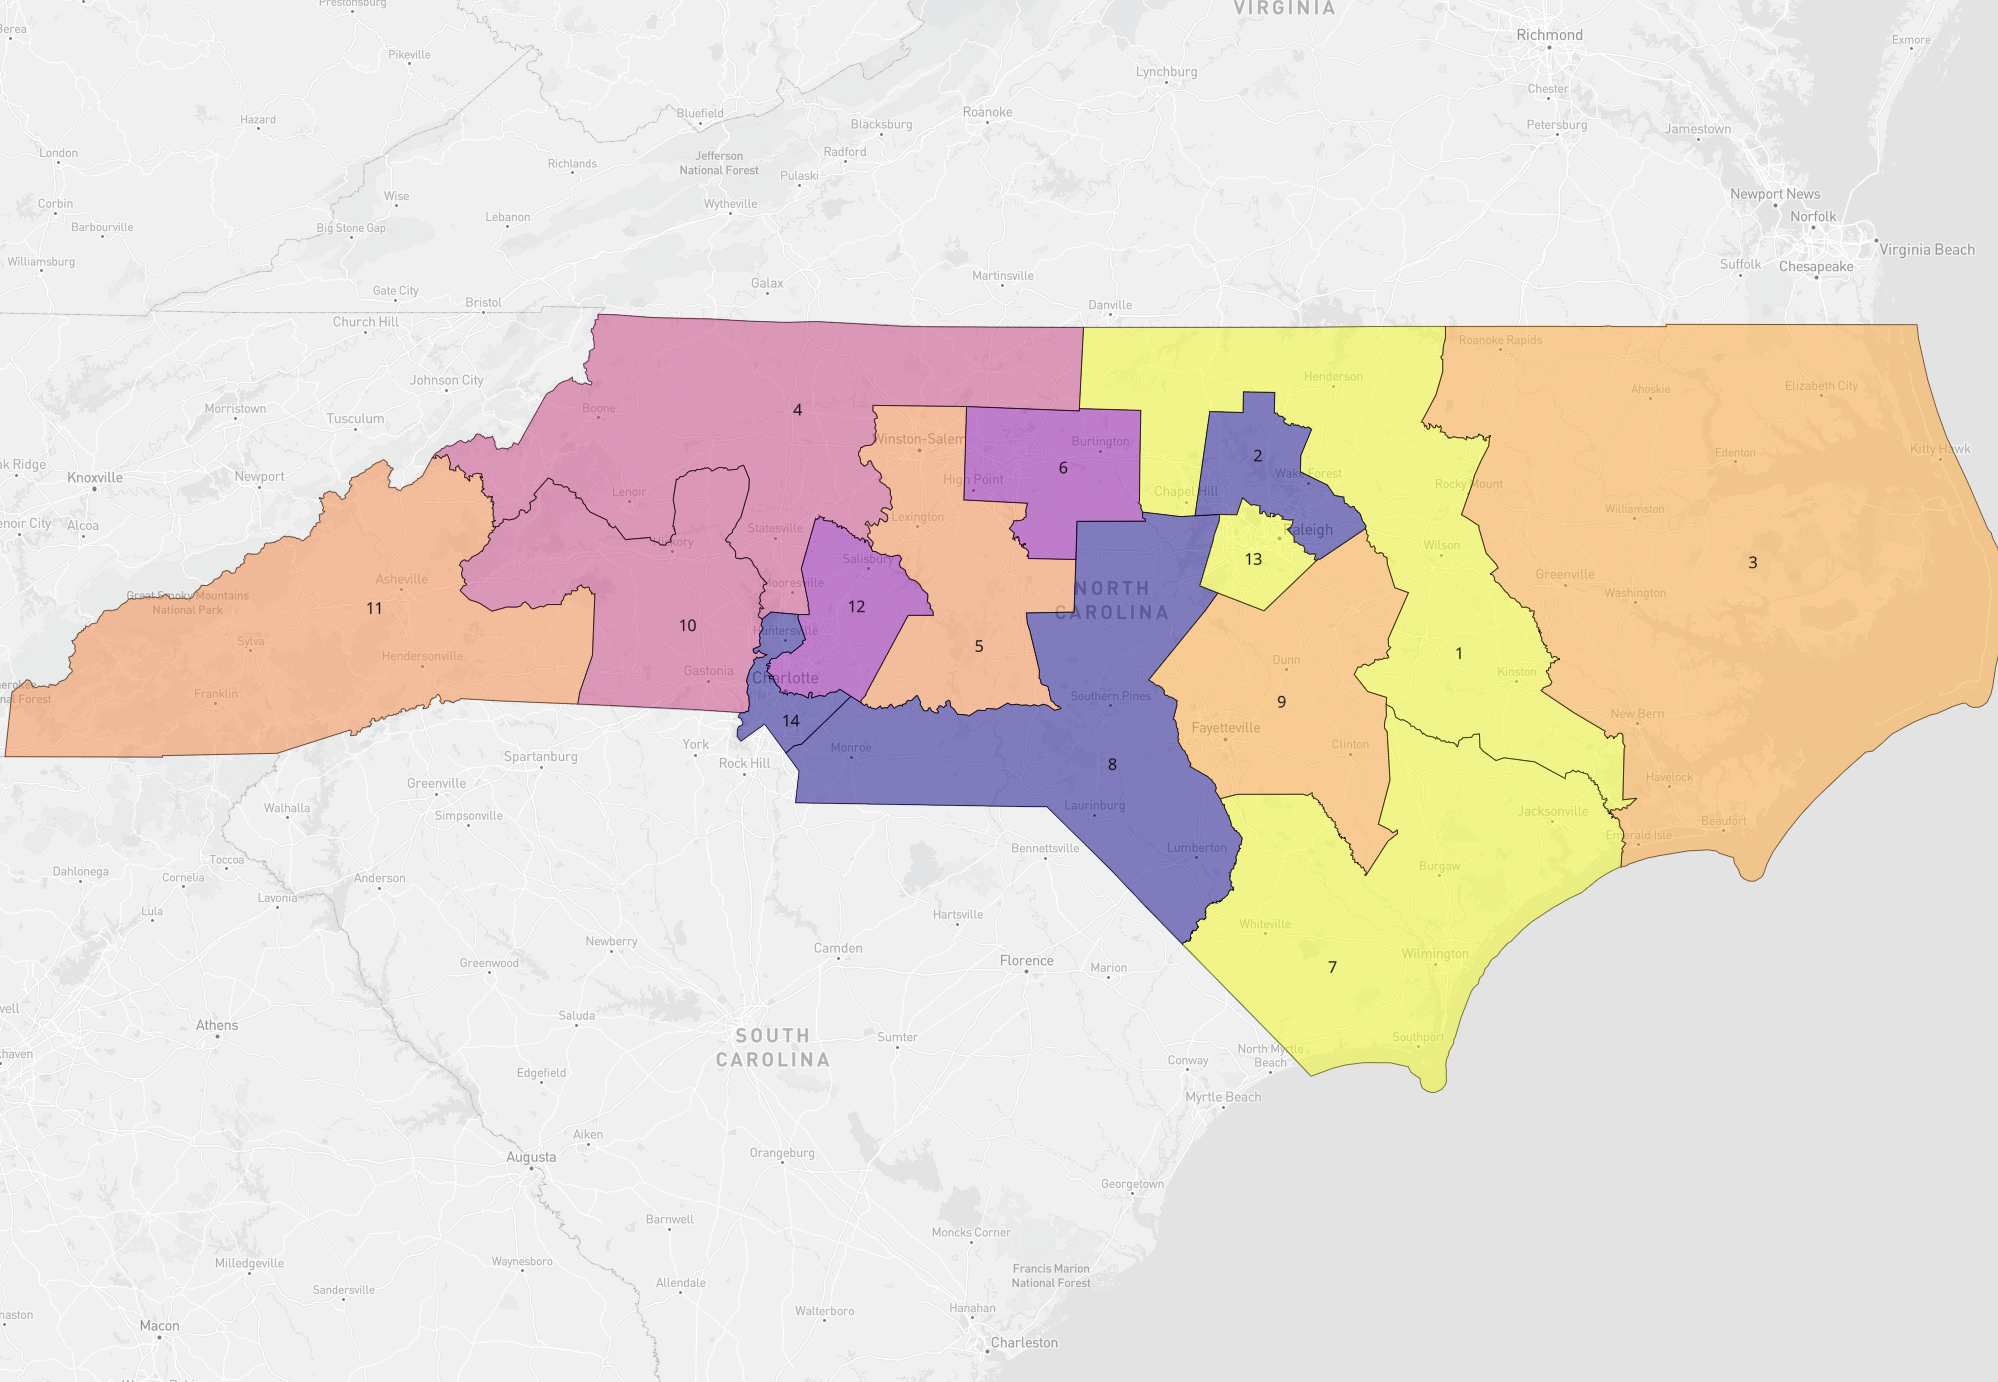 Prestonsburg
VIRGINIA
Berea
Richmond
Exmore
Pikeville
Lynchburg
Chester
Hazard
Bluefield
Roanoke
Blacksburg
Petersburg
Jamestown
London
Richlands
Jefferson
National Forest
Radford
Pulaski
Wise
Newport News
Corbin
Lebanon
Wytheville
Norfolk
Barbourville
Big Stone Gap
Virginia Beach
Williamsburg
Suffolk
Chesapeake
Galax
Martinsville
Gate City
Bristol
Danville
Church Hill
Roanoke Rapids
Johnson City
Henderson
Ahoskie
Elizabeth City
Morristown
Boone
4
Tusculum
Winston-Salem
Burlington
Kitty Hawk
Edenton
2
ak Ridge
6
Knoxville
Newport
High Point
Wake Forest
Rocky Mount
Lenoir
Chapel Hill
Williamston
enoir City
Alcoa
Lexington
Statesville
Raleigh
Hickory
Wilson
Salisbury
13
3
Asheville
Mooresville
Greenville
Great Smoky Mountains
National Park
11
12
NORTH
CAROLINA
Washington
10
Huntersville
Sylva
Hendersonville
5
Dunn
1
Gastonia
Charlotte
Kinston
nal Forest
Franklin
Southern Pines
9
New Bern
14
Fayetteville
York
Monroe
Clinton
Spartanburg
Rock Hill
8
Havelock
Greenville
Walhalla
Laurinburg
Jacksonville
Simpsonville
Beaufort
Emerald Isle
Bennettsville
Lumberton
Toccoa
Dahlonega
Cornelia
Anderson
Burgaw
Lavonia
Lula
Hartsville
Whiteville
Newberry
Camden
Wilmington
Greenwood
Florence
Marion
7
well
Saluda
Athens
SOUTH
CAROLINA
Sumter
Southport
khaven
North Myrtle
Beach
Conway
Edgefield
Myrtle Beach
Aiken
Orangeburg
Augusta
Georgetown
Barnwell
Moncks Corner
Milledgeville
Waynesboro
Francis Marion
National Forest
Allendale
Sandersville
Hanahan
Walterboro
Macon
Charleston